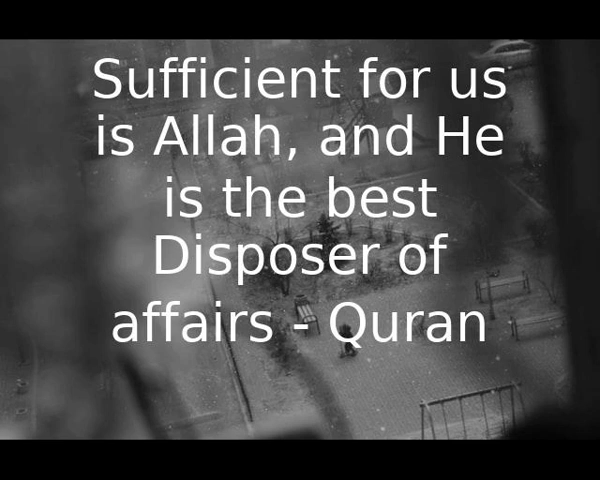 Sufficient for us
is Allah, and He
is the best
Disposer of
affairs - Quran